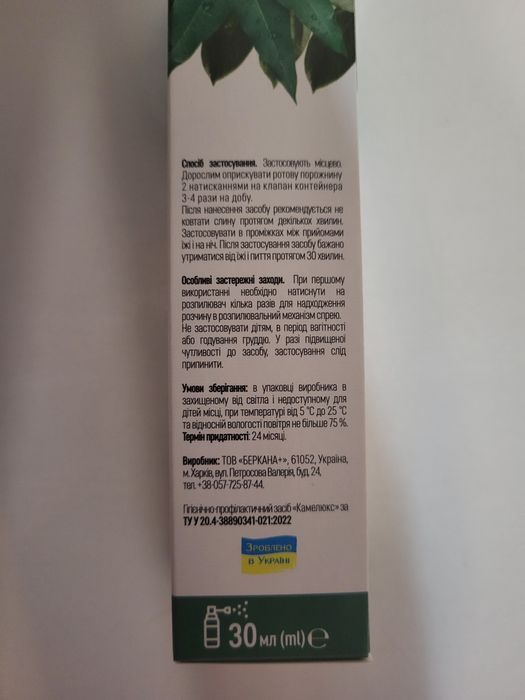 Спосіб застосування. Застосовують місцево.
Дорослим оприскувати ротову порожнину
2 натисканнями на клапан контейнера
3-4 рази на добу.
Після нанесення засобу рекомендується не
ковтати слину протягом декількох хвилин.
Застосовувати в проміжках між прийомами
їжі і на ніч. Після застосування засобу бажано
утриматися від їжі і пиття протягом 30 хвилин.
Особливі застережні заходи. При першому
використанні необхідно натиснути на
розпилювач кілька разів для надходження
розчину в розпилювальний механізм спрею.
Не застосовувати дітям, в період вагітності
або годування груддю. У разі підвищеної
чутливості до засобу, застосування слід
припинити.
Умови зберігання: в упаковці виробника в
захищеному від світла і недоступному для
дітей місці, при температурі від 5 °С до 25 °С
та відносній вологості повітря не більше 75 %.
Термін придатності: 24 місяці.
Виробник: ТОВ «БЕРКАНА+», 61052, Україна,
м. Харків, вул. Петросова Валерія, буд. 24,
тел. +38-057-725-87-44.
Гігієнічно-профілактичний засіб «Камелюкс» за
ТУ У 20.4-38890341-021:2022
Зроблено
в Україні
30 мл (ml) ℮